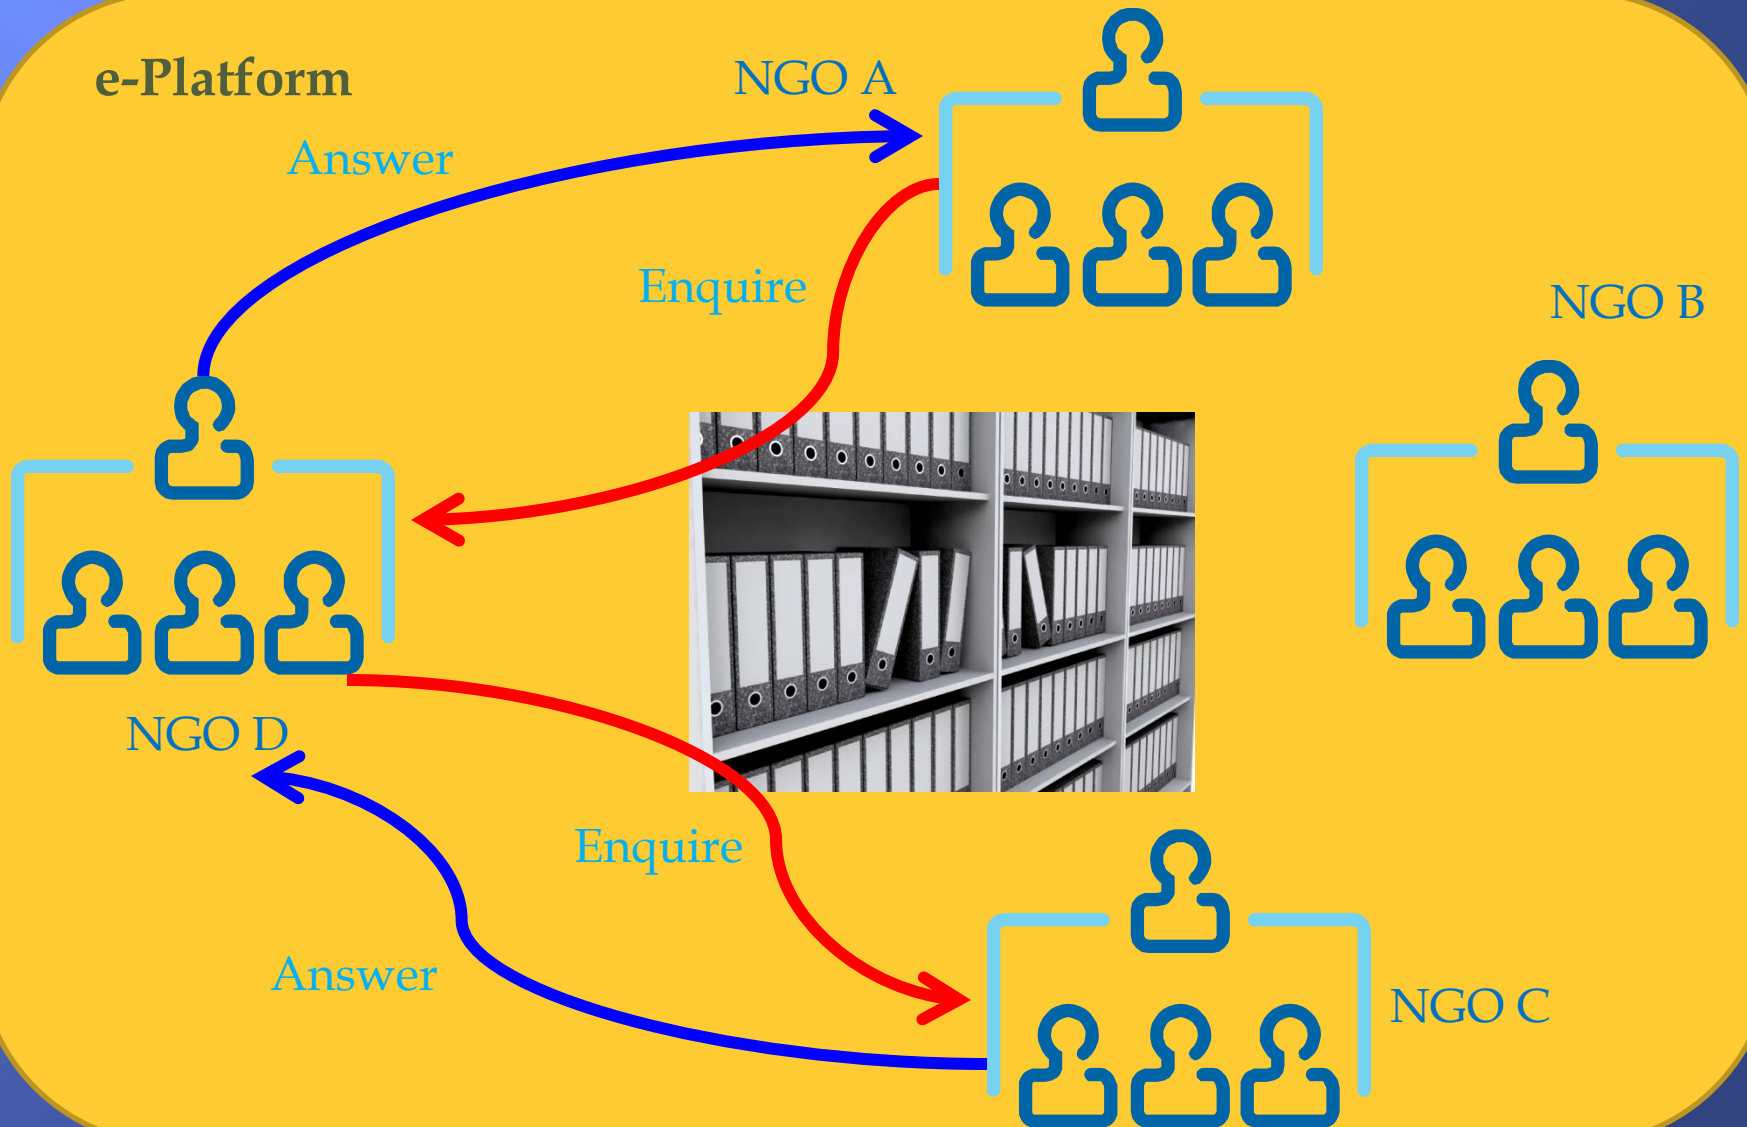 e-Platform
NGO A
Answer
Enquire
NGO B
NGO D
Enquire
Answer
NGO C